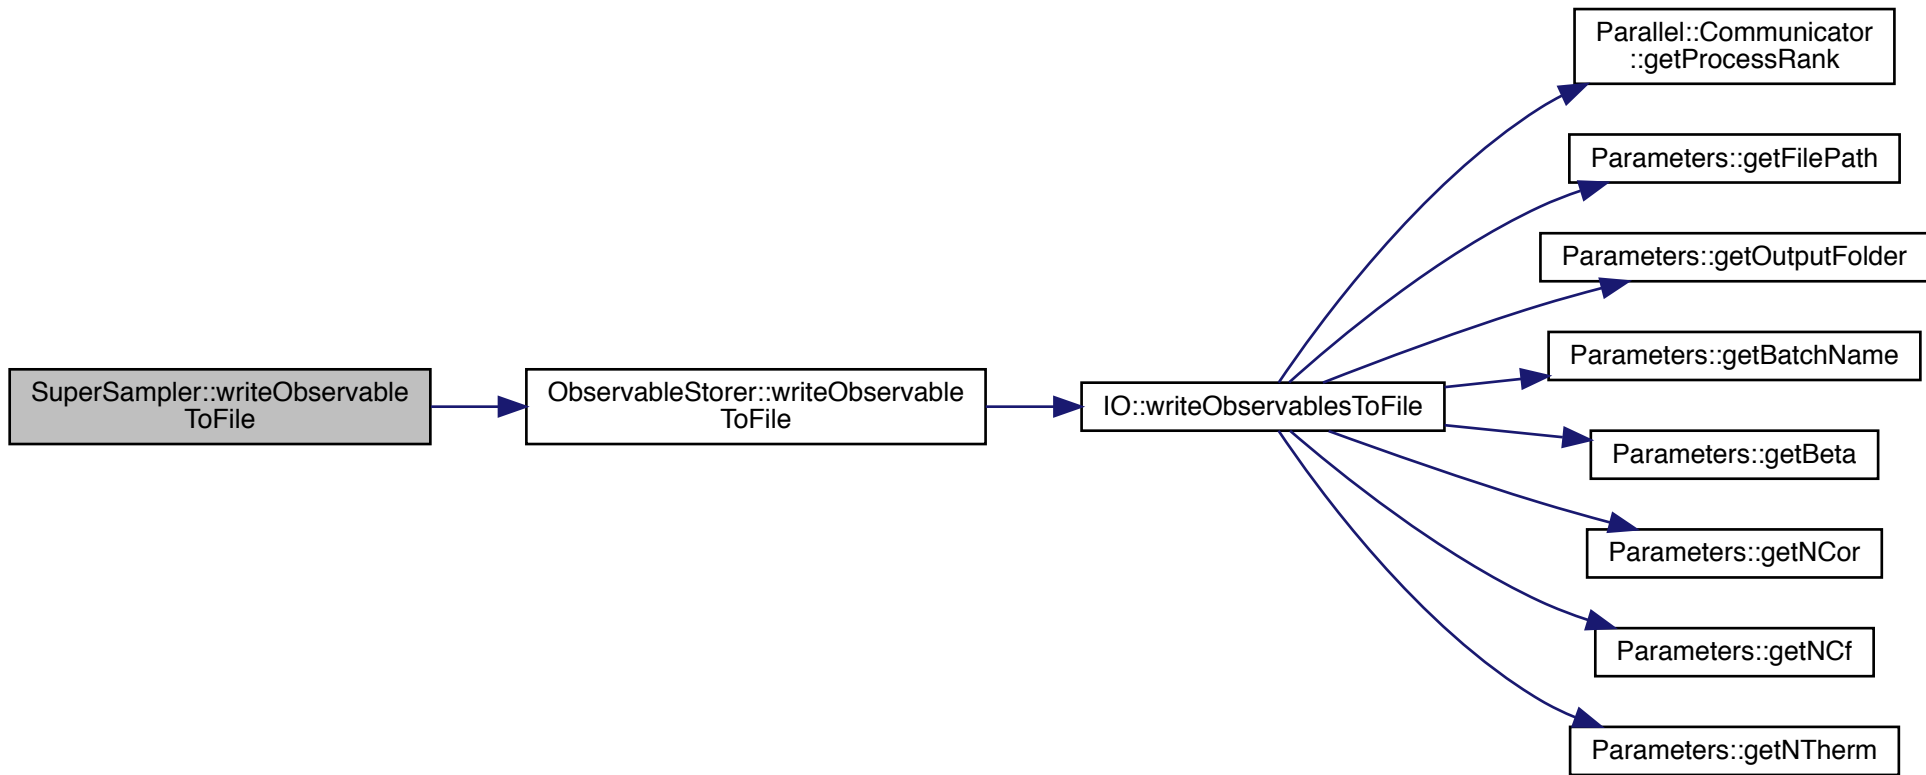 SuperSampler::writeObservable
ToFile
ObservableStorer::writeObservable
ToFile
IO::writeObservablesToFile
Parallel::Communicator
::getProcessRank
Parameters::getFilePath
Parameters::getOutputFolder
Parameters::getBatchName
Parameters::getBeta
Parameters::getNCor
Parameters::getNCf
Parameters::getNTherm